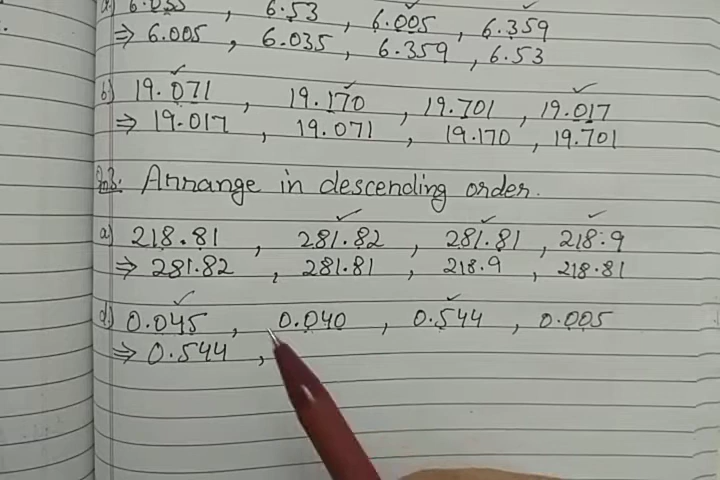 6.035 , 6.53 , 6.005 , 6.359
⇒ 6.005 , 6.035 , 6.359 , 6.53
b) 19.071 , 19.170 , 19.701 , 19.017
⇒ 19.017 , 19.071 , 19.170 , 19.701
Q3. Arrange in descending order.
a) 218.81 , 281.82 , 281.81 , 218.9
⇒ 281.82 , 281.81 , 218.9 , 218.81
d) 0.045 , 0.040 , 0.544 , 0.005
⇒ 0.544 ,